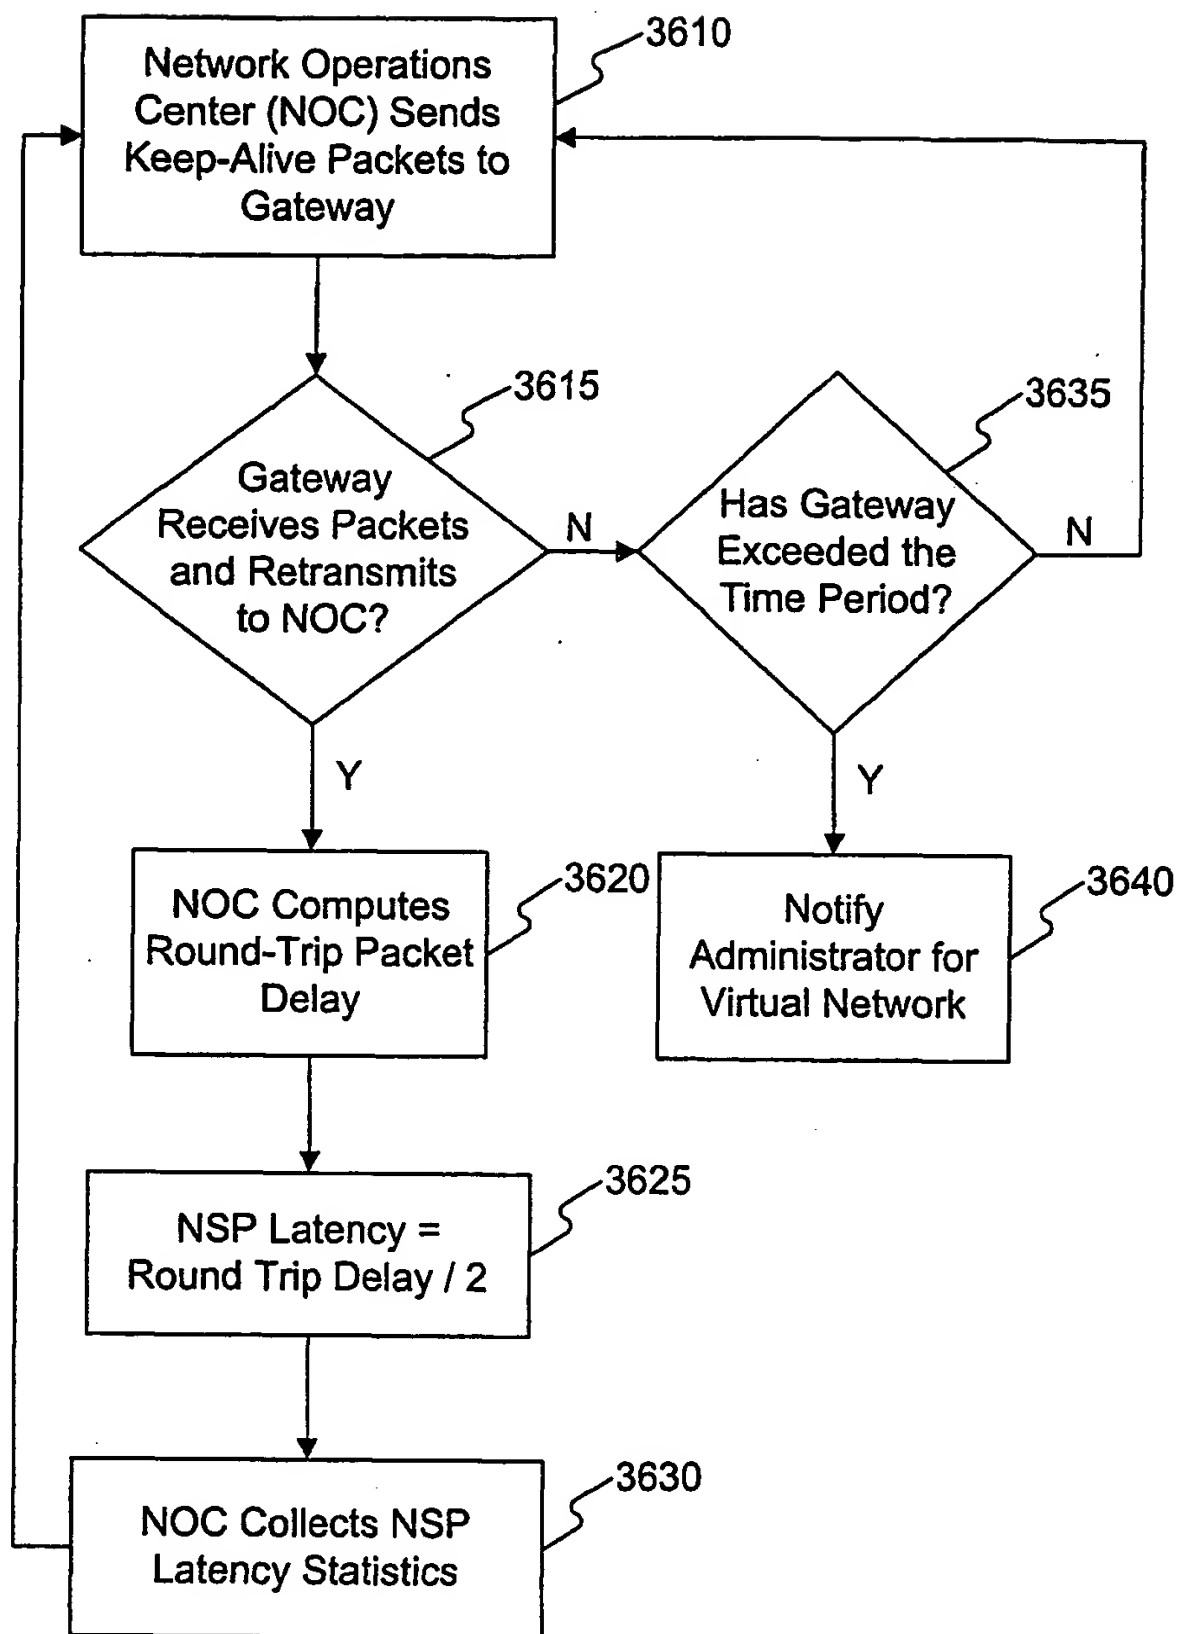 3610
Network Operations
Center (NOC) Sends
Keep-Alive Packets to
Gateway
3615
Gateway
Receives Packets
and Retransmits
to NOC?
N
Y
3635
Has Gateway
Exceeded the
Time Period?
N
Y
3620
NOC Computes
Round-Trip Packet
Delay
3640
Notify
Administrator for
Virtual Network
3625
NSP Latency =
Round Trip Delay / 2
3630
NOC Collects NSP
Latency Statistics